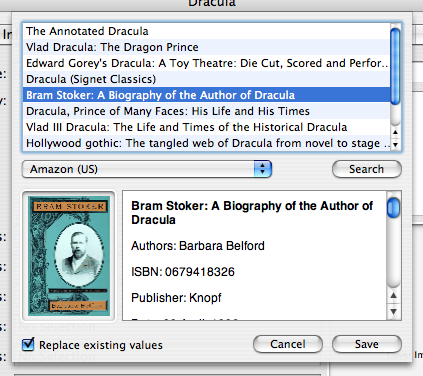 Dracula
The Annotated Dracula
Vlad Dracula: The Dragon Prince
Edward Gorey's Dracula: A Toy Theatre: Die Cut, Scored and Perfor...
Dracula (Signet Classics)
Bram Stoker: A Biography of the Author of Dracula
Dracula, Prince of Many Faces: His Life and His Times
Vlad III Dracula: The Life and Times of the Historical Dracula
Hollywood gothic: The tangled web of Dracula from novel to stage ...
Amazon (US)
Search
BRAM STOKER
Bram Stoker: A Biography of the Author of
Dracula
Authors: Barbara Belford
ISBN: 0679418326
Publisher: Knopf
Replace existing values
Cancel
Save